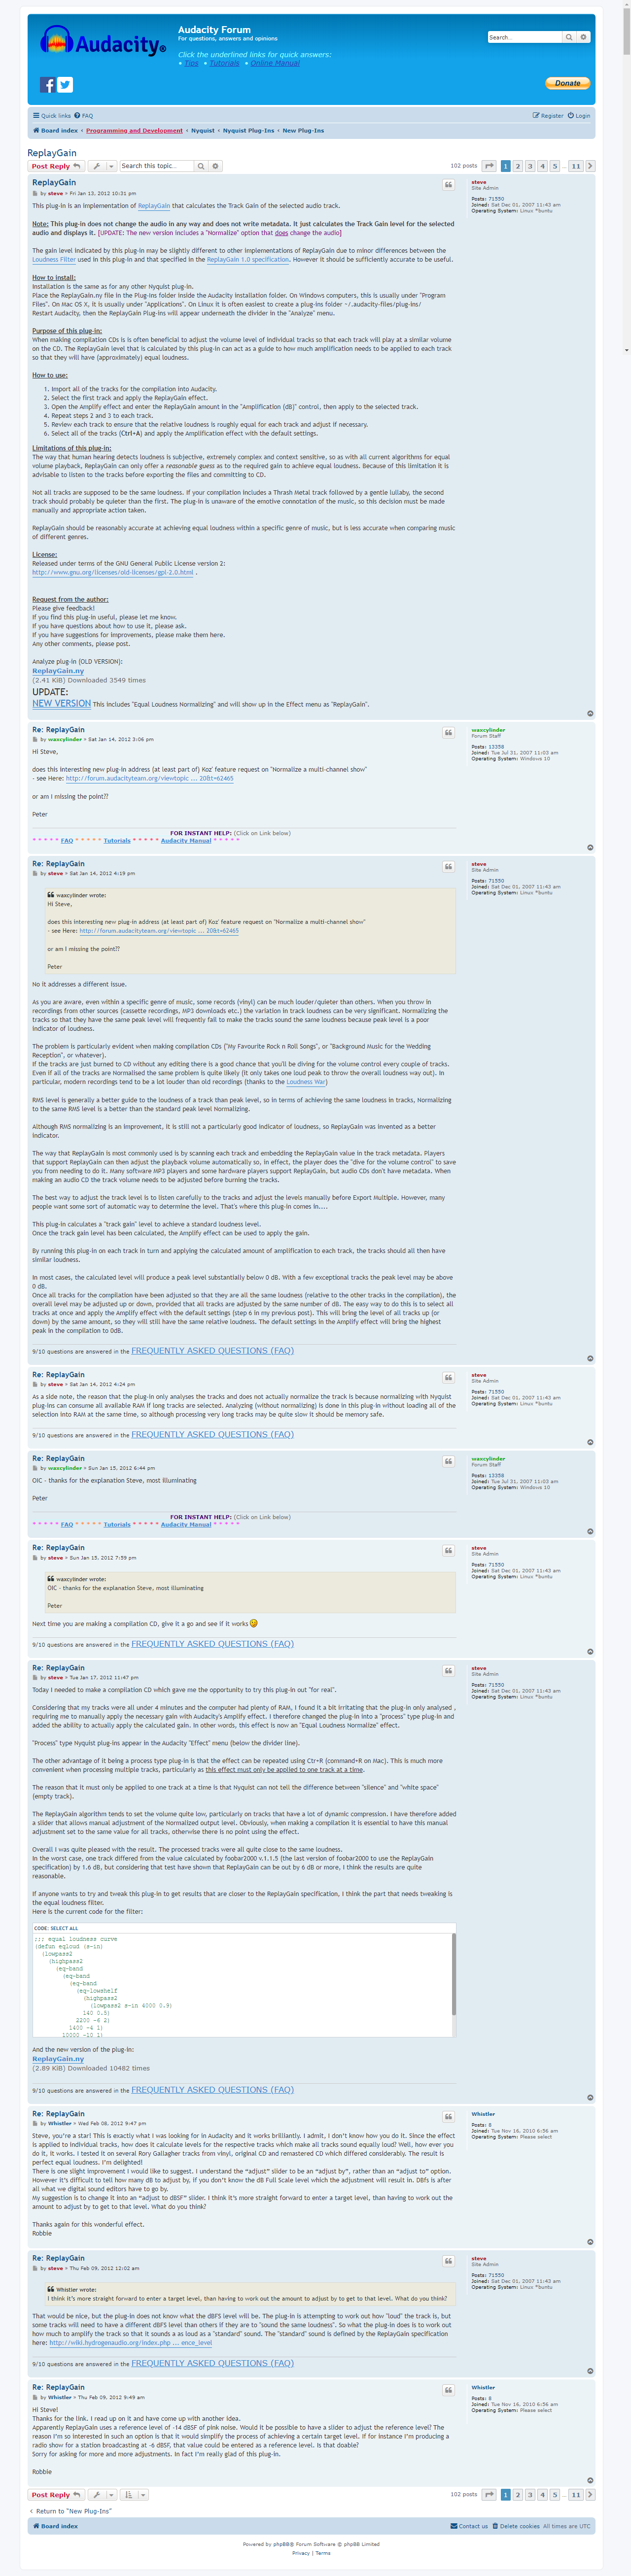 Audacity®
Audacity Forum
For questions, answers and opinions
Click the underlined links for quick answers:
• Tips • Tutorials • Online Manual
Search…
Donate
Quick links FAQ
Register Login
Board index ‹ Programming and Development ‹ Nyquist ‹ Nyquist Plug-Ins ‹ New Plug-Ins
ReplayGain
Post Reply
Search this topic…
102 posts 1 2 3 4 5 … 11
ReplayGain
by steve » Fri Jan 13, 2012 10:31 pm
steve
Site Admin
Posts: 71550
Joined: Sat Dec 01, 2007 11:43 am
Operating System: Linux *buntu
This plug-in is an implementation of ReplayGain that calculates the Track Gain of the selected audio track.
Note: This plug-in does not change the audio in any way and does not write metadata. It just calculates the Track Gain level for the selected
audio and displays it. [UPDATE: The new version includes a "Normalize" option that does change the audio]
The gain level indicated by this plug-in may be slightly different to other implementations of ReplayGain due to minor differences between the
Loudness Filter used in this plug-in and that specified in the ReplayGain 1.0 specification. However it should be sufficiently accurate to be useful.
How to install:
Installation is the same as for any other Nyquist plug-in.
Place the ReplayGain.ny file in the Plug-ins folder inside the Audacity installation folder. On Windows computers, this is usually under "Program
Files". On Mac OS X, it is usually under "Applications". On Linux it is often easiest to create a plug-ins folder ~/.audacity-files/plug-ins/
Restart Audacity, then the ReplayGain Plug-ins will appear underneath the divider in the "Analyze" menu.
Purpose of this plug-in:
When making compilation CDs is is often beneficial to adjust the volume level of individual tracks so that each track will play at a similar volume
on the CD. The ReplayGain level that is calculated by this plug-in can act as a guide to how much amplification needs to be applied to each track
so that they will have (approximately) equal loudness.
How to use:
1. Import all of the tracks for the compilation into Audacity.
2. Select the first track and apply the ReplayGain effect.
3. Open the Amplify effect and enter the ReplayGain amount in the "Amplification (dB)" control, then apply to the selected track.
4. Repeat steps 2 and 3 to each track.
5. Review each track to ensure that the relative loudness is roughly equal for each track and adjust if necessary.
6. Select all of the tracks (Ctrl+A) and apply the Amplification effect with the default settings.
Limitations of this plug-in:
The way that human hearing detects loudness is subjective, extremely complex and context sensitive, so as with all current algorithms for equal
volume playback, ReplayGain can only offer a reasonable guess as to the required gain to achieve equal loudness. Because of this limitation it is
advisable to listen to the tracks before exporting the files and committing to CD.
Not all tracks are supposed to be the same loudness. If your compilation includes a Thrash Metal track followed by a gentle lullaby, the second
track should probably be quieter than the first. The plug-in is unaware of the emotive connotation of the music, so this decision must be made
manually and appropriate action taken.
ReplayGain should be reasonably accurate at achieving equal loudness within a specific genre of music, but is less accurate when comparing music
of different genres.
License:
Released under terms of the GNU General Public License version 2:
http://www.gnu.org/licenses/old-licenses/gpl-2.0.html .
Request from the author:
Please give feedback!
If you find this plug-in useful, please let me know.
If you have questions about how to use it, please ask.
If you have suggestions for improvements, please make them here.
Any other comments, please post.
Analyze plug-in (OLD VERSION):
ReplayGain.ny
(2.41 KiB) Downloaded 3549 times
UPDATE:
NEW VERSION This includes "Equal Loudness Normalizing" and will show up in the Effect menu as "ReplayGain".
Re: ReplayGain
by waxcylinder » Sat Jan 14, 2012 3:06 pm
waxcylinder
Forum Staff
Posts: 13358
Joined: Tue Jul 31, 2007 11:03 am
Operating System: Windows 10
Hi Steve,
does this interesting new plug-in address (at least part of) Koz' feature request on "Normalize a multi-channel show"
- see Here: http://forum.audacityteam.org/viewtopic ... 20&t=62465
or am I missing the point??
Peter
FOR INSTANT HELP: (Click on Link below)
* * * * * FAQ * * * * * Tutorials * * * * * Audacity Manual * * * * *
Re: ReplayGain
by steve » Sat Jan 14, 2012 4:19 pm
steve
Site Admin
Posts: 71550
Joined: Sat Dec 01, 2007 11:43 am
Operating System: Linux *buntu
waxcylinder wrote:
Hi Steve,
does this interesting new plug-in address (at least part of) Koz' feature request on "Normalize a multi-channel show"
- see Here: http://forum.audacityteam.org/viewtopic ... 20&t=62465
or am I missing the point??
Peter
No it addresses a different issue.
As you are aware, even within a specific genre of music, some records (vinyl) can be much louder/quieter than others. When you throw in
recordings from other sources (cassette recordings, MP3 downloads etc.) the variation in track loudness can be very significant. Normalizing the
tracks so that they have the same peak level will frequently fail to make the tracks sound the same loudness because peak level is a poor
indicator of loudness.
The problem is particularly evident when making compilation CDs ("My Favourite Rock n Roll Songs", or "Background Music for the Wedding
Reception", or whatever).
If the tracks are just burned to CD without any editing there is a good chance that you'll be diving for the volume control every couple of tracks.
Even if all of the tracks are Normalised the same problem is quite likely (it only takes one loud peak to throw the overall loudness way out). In
particular, modern recordings tend to be a lot louder than old recordings (thanks to the Loudness War)
RMS level is generally a better guide to the loudness of a track than peak level, so in terms of achieving the same loudness in tracks, Normalizing
to the same RMS level is a better than the standard peak level Normalizing.
Although RMS normalizing is an improvement, it is still not a particularly good indicator of loudness, so ReplayGain was invented as a better
indicator.
The way that ReplayGain is most commonly used is by scanning each track and embedding the ReplayGain value in the track metadata. Players
that support ReplayGain can then adjust the playback volume automatically, so in effect, the player does the "dive for the volume control" to save
you from needing to do it. Many software MP3 players and some hardware players support ReplayGain, but audio CDs don't have metadata. When
making an audio CD the track volume needs to be adjusted before burning the tracks.
The best way to adjust the track level is to listen carefully to the tracks and adjust the levels manually before Export Multiple. However, many
people want some sort of automatic way to determine the level. That's where this plug-in comes in....
This plug-in calculates a "track gain" level to achieve a standard loudness level.
Once the track gain level has been calculated, the Amplify effect can be used to apply the gain.
By running this plug-in on each track in turn and applying the calculated amount of amplification to each track, the tracks should all then have
similar loudness.
In most cases, the calculated level will produce a peak level substantially below 0 dB. With a few exceptional tracks the peak level may be above
0 dB.
Once all tracks for the compilation have been adjusted so that they are all the same loudness (relative to the other tracks in the compilation), the
overall level may be adjusted up or down, provided that all tracks are adjusted by the same number of dB. The easy way to do this is to select all
tracks at once and apply the Amplify effect with the default settings (step 6 in my previous post). This will bring the level of all tracks up (or
down) by the same amount, so they will still have the same relative loudness. The default settings in the Amplify effect will bring the highest
peak in the compilation to 0dB.
9/10 questions are answered in the FREQUENTLY ASKED QUESTIONS (FAQ)
Re: ReplayGain
by steve » Sat Jan 14, 2012 4:24 pm
steve
Site Admin
Posts: 71550
Joined: Sat Dec 01, 2007 11:43 am
Operating System: Linux *buntu
As a side note, the reason that the plug-in only analyses the tracks and does not actually normalize the track is because normalizing with Nyquist
plug-ins can consume all available RAM if long tracks are selected. Analyzing (without normalizing) is done in this plug-in without loading all of the
selection into RAM at the same time, so although processing very long tracks may be quite slow it should be memory safe.
9/10 questions are answered in the FREQUENTLY ASKED QUESTIONS (FAQ)
Re: ReplayGain
by waxcylinder » Sun Jan 15, 2012 6:44 pm
waxcylinder
Forum Staff
Posts: 13358
Joined: Tue Jul 31, 2007 11:03 am
Operating System: Windows 10
OIC - thanks for the explanation Steve, most illuminating
Peter
FOR INSTANT HELP: (Click on Link below)
* * * * * FAQ * * * * * Tutorials * * * * * Audacity Manual * * * * *
Re: ReplayGain
by steve » Sun Jan 15, 2012 7:59 pm
steve
Site Admin
Posts: 71550
Joined: Sat Dec 01, 2007 11:43 am
Operating System: Linux *buntu
waxcylinder wrote:
OIC - thanks for the explanation Steve, most illuminating
Peter
Next time you are making a compilation CD, give it a go and see if it works
9/10 questions are answered in the FREQUENTLY ASKED QUESTIONS (FAQ)
Re: ReplayGain
by steve » Tue Jan 17, 2012 11:47 pm
steve
Site Admin
Posts: 71550
Joined: Sat Dec 01, 2007 11:43 am
Operating System: Linux *buntu
Today I needed to make a compilation CD which gave me the opportunity to try this plug-in out "for real".
Considering that my tracks were all under 4 minutes and the computer had plenty of RAM, I found it a bit irritating that the plug-in only analysed ,
requiring me to manually apply the necessary gain with Audacity's Amplify effect. I therefore changed the plug-in into a "process" type plug-in and
added the ability to actually apply the calculated gain. In other words, this effect is now an "Equal Loudness Normalize" effect.
"Process" type Nyquist plug-ins appear in the Audacity "Effect" menu (below the divider line).
The other advantage of it being a process type plug-in is that the effect can be repeated using Ctr+R (command+R on Mac). This is much more
convenient when processing multiple tracks, particularly as this effect must only be applied to one track at a time.
The reason that it must only be applied to one track at a time is that Nyquist can not tell the difference between "silence" and "white space"
(empty track).
The ReplayGain algorithm tends to set the volume quite low, particularly on tracks that have a lot of dynamic compression. I have therefore added
a slider that allows manual adjustment of the Normalized output level. Obviously, when making a compilation it is essential to have this manual
adjustment set to the same value for all tracks, otherwise there is no point using the effect.
Overall I was quite pleased with the result. The processed tracks were all quite close to the same loudness.
In the worst case, one track differed from the value calculated by foobar2000 v.1.1.5 (the last version of foobar2000 to use the ReplayGain
specification) by 1.6 dB, but considering that test have shown that ReplayGain can be out by 6 dB or more, I think the results are quite
reasonable.
If anyone wants to try and tweak this plug-in to get results that are closer to the ReplayGain specification, I think the part that needs tweaking is
the equal loudness filter.
Here is the current code for the filter:
CODE: SELECT ALL
;;; equal loudness curve
(defun eqloud (s-in)
(lowpass2
(highpass2
(eq-band
(eq-band
(eq-band
(eq-lowshelf
(highpass2
(lowpass2 s-in 6000 0.9)
140 0.5)
2200 -6 2)
1400 -4 1)
10000 -10 1)
And the new version of the plug-in:
ReplayGain.ny
(2.89 KiB) Downloaded 10482 times
9/10 questions are answered in the FREQUENTLY ASKED QUESTIONS (FAQ)
Re: ReplayGain
by Whistler » Wed Feb 08, 2012 9:47 pm
Whistler
Posts: 8
Joined: Tue Nov 16, 2010 6:56 am
Operating System: Please select
Steve, you're a star! This is exactly what I was looking for in Audacity and it works brilliantly. I admit, I don't know how you do it. Since the effect
is applied to individual tracks, how does it calculate levels for the respective tracks which make all tracks sound equally loud? Well, how ever you
do it, it works. I tested it on several Rory Gallagher tracks from vinyl, original CD and remastered CD which differed considerably. The result is
perfect equal loudness. I'm delighted!
There is one slight improvement I would like to suggest. I understand the "adjust" slider to be an "adjust by", rather than an "adjust to" option.
However it's difficult to tell how many dB to adjust by, if you don't know the dB Full Scale level which the adjustment will result in. DBfs is after
all what we digital sound editors have to go by.
My suggestion is to change it into an "adjust to dBSF" slider. I think it's more straight forward to enter a target level, than having to work out the
amount to adjust by to get to that level. What do you think?
Thanks again for this wonderful effect.
Robbie
Re: ReplayGain
by steve » Thu Feb 09, 2012 12:02 am
steve
Site Admin
Posts: 71550
Joined: Sat Dec 01, 2007 11:43 am
Operating System: Linux *buntu
Whistler wrote:
I think it's more straight forward to enter a target level, than having to work out the amount to adjust by to get to that level. What do you think?
That would be nice, but the plug-in does not know what the dBFS level will be. The plug-in is attempting to work out how "loud" the track is, but
some tracks will need to have a different dBFS level than others if they are to "sound the same loudness". So what the plug-in does is to work out
how much to amplify the track so that it sounds as loud as a "standard" sound. The "standard" sound is defined by the ReplayGain specification
here: http://wiki.hydrogenaudio.org/index.php ... ence_level
9/10 questions are answered in the FREQUENTLY ASKED QUESTIONS (FAQ)
Re: ReplayGain
by Whistler » Thu Feb 09, 2012 9:49 am
Whistler
Posts: 8
Joined: Tue Nov 16, 2010 6:56 am
Operating System: Please select
Hi Steve!
Thanks for the link. I read up on it and have come up with another idea.
Apparently ReplayGain uses a reference level of -14 dBSF of pink noise. Would it be possible to have a slider to adjust the reference level? The
reason I'm so interested in such an option is that it would simplify the process of achieving a certain target level. If for instance I'm producing a
radio show for a station broadcasting at -6 dBSF, that value could be entered as a reference level. Is that doable?
Sorry for asking for more and more adjustments. In fact I'm really glad of this plug-in.
Robbie
Post Reply
102 posts 1 2 3 4 5 … 11
Return to "New Plug-Ins"
Board index
Contact us Delete cookies All times are UTC
Powered by phpBB® Forum Software © phpBB Limited
Privacy | Terms